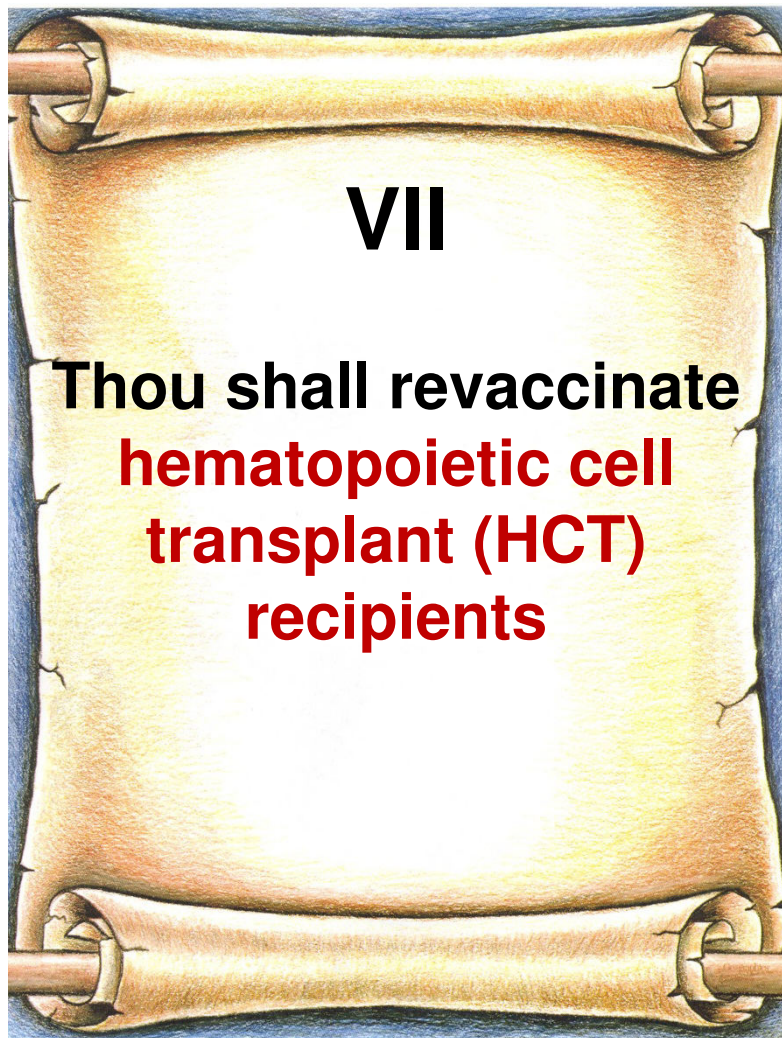 VII
Thou shall revaccinate
hematopoietic cell
transplant (HCT)
recipients